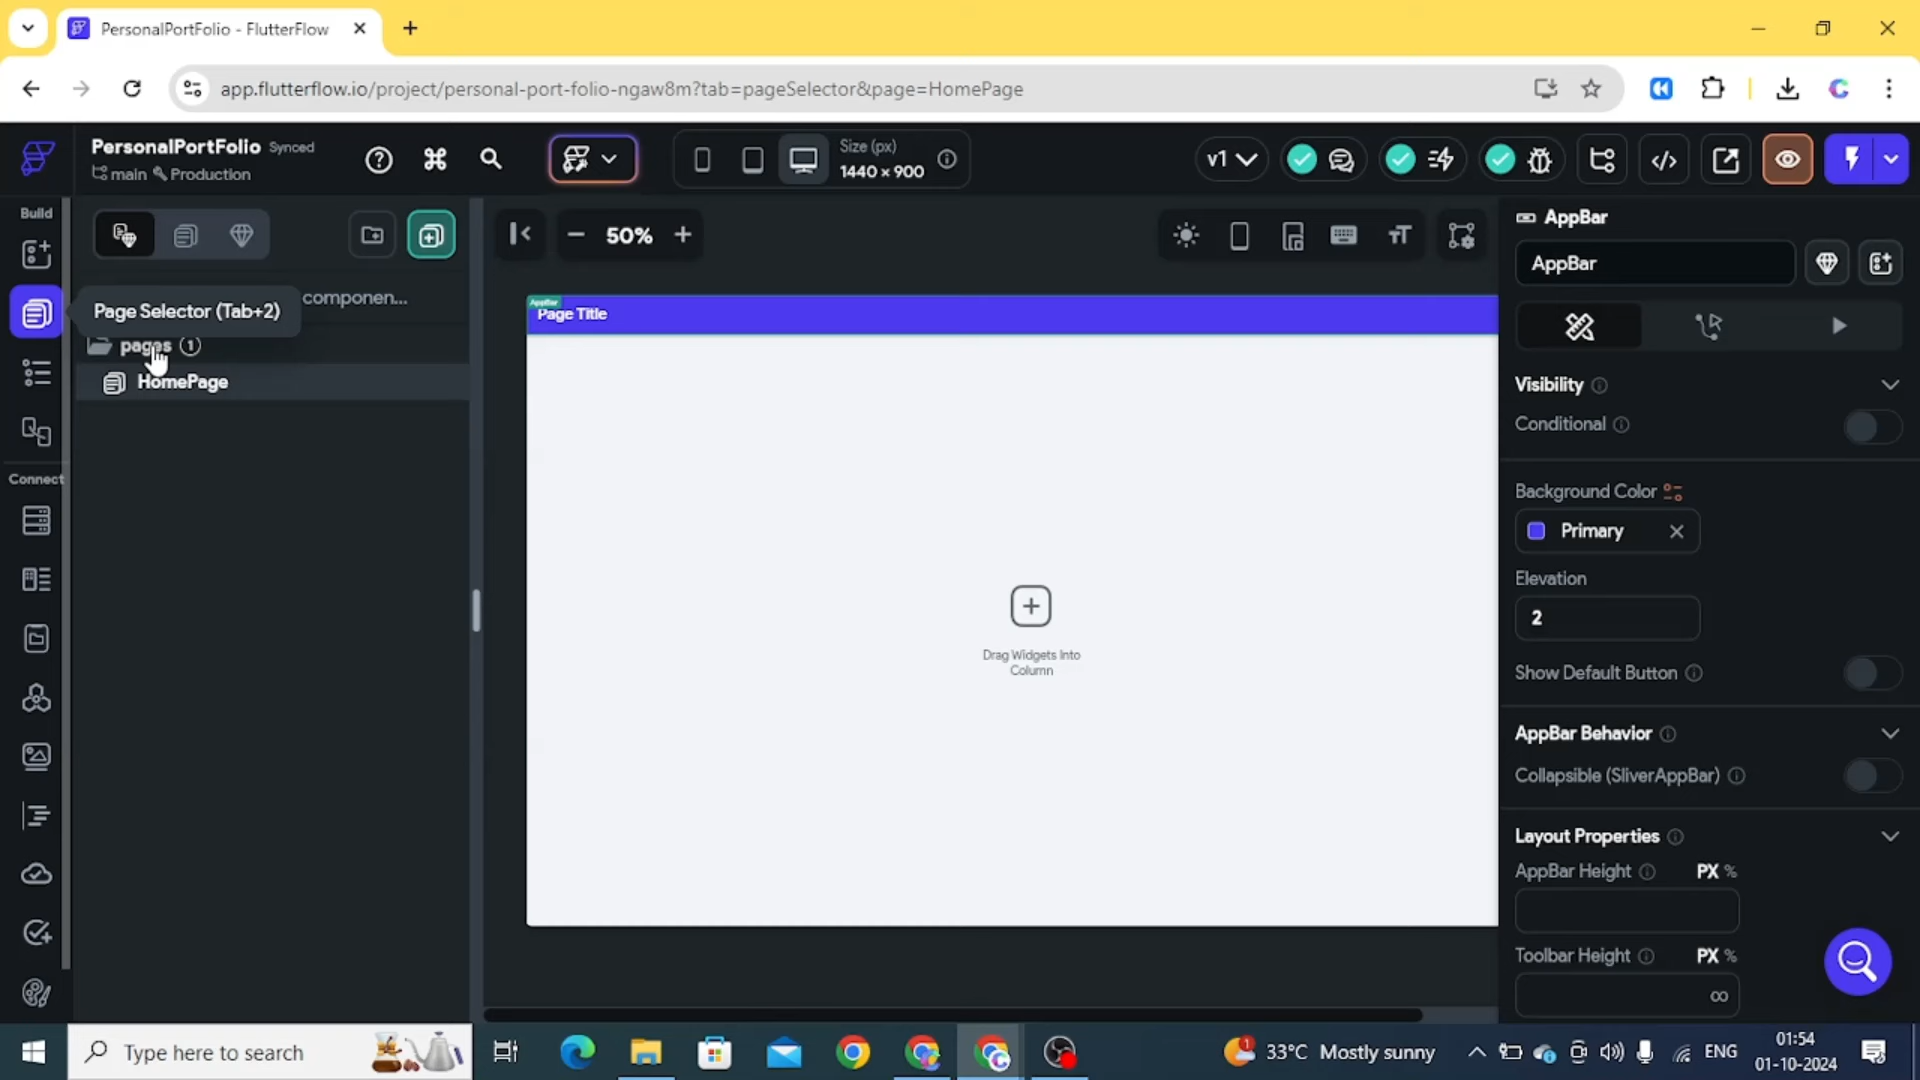 PersonalPortFolio - FlutterFlow
app.flutterflow.io/project/personal-port-folio-ngaw8m?tab=pageSelector&page=HomePage
PersonalPortFolio Synced
main Production
Size (px)
1440 × 900
v1
Build
50%
AppBar
AppBar
Page Selector (Tab+2)
componen...
pages 1
HomePage
Connect
AppBar
Page Title
Drag Widgets Into
Column
Visibility
Conditional
Background Color
Primary
Elevation
2
Show Default Button
AppBar Behavior
Collapsible (SliverAppBar)
Layout Properties
AppBar Height PX %
Toolbar Height PX %
∞
Type here to search
1
33°C Mostly sunny
ENG
01:54
01-10-2024